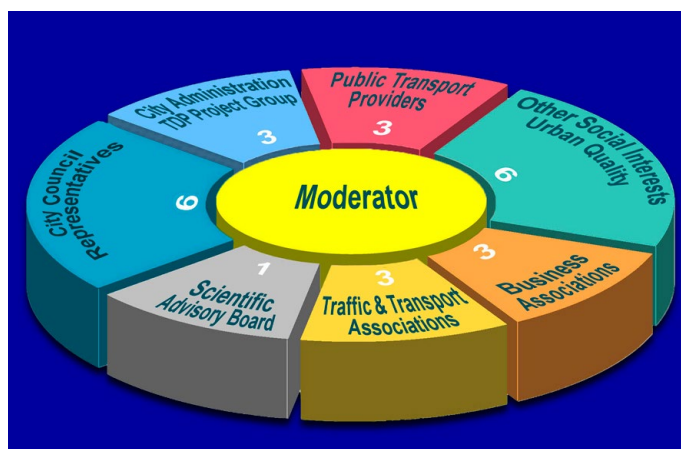 City Administration
TDP Project Group
3
Public Transport
Providers
3
Other Social Interests
Urban Quality
6
City Council
Representatives
6
Moderator
Scientific
Advisory Board
1
Traffic & Transport
Associations
3
Business
Associations
3